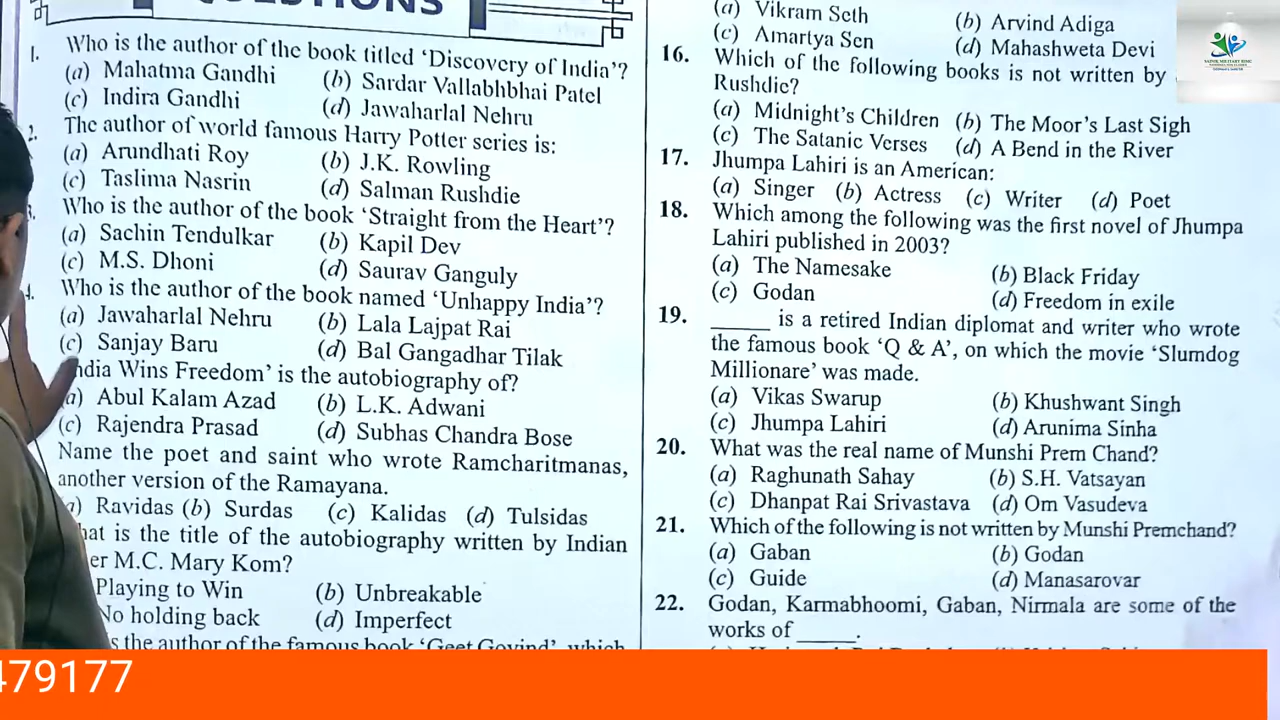 QUESTIONS
1. Who is the author of the book titled ‘Discovery of India’?
(a) Mahatma Gandhi (b) Sardar Vallabhbhai Patel
(c) Indira Gandhi (d) Jawaharlal Nehru
2. The author of world famous Harry Potter series is:
(a) Arundhati Roy (b) J.K. Rowling
(c) Taslima Nasrin (d) Salman Rushdie
3. Who is the author of the book ‘Straight from the Heart’?
(a) Sachin Tendulkar (b) Kapil Dev
(c) M.S. Dhoni (d) Saurav Ganguly
4. Who is the author of the book named ‘Unhappy India’?
(a) Jawaharlal Nehru (b) Lala Lajpat Rai
(c) Sanjay Baru (d) Bal Gangadhar Tilak
ndia Wins Freedom’ is the autobiography of?
a) Abul Kalam Azad (b) L.K. Adwani
(c) Rajendra Prasad (d) Subhas Chandra Bose
Name the poet and saint who wrote Ramcharitmanas,
another version of the Ramayana.
a) Ravidas (b) Surdas (c) Kalidas (d) Tulsidas
hat is the title of the autobiography written by Indian
er M.C. Mary Kom?
Playing to Win (b) Unbreakable
No holding back (d) Imperfect
s the author of the famous book ‘Geet Govind’ which
(a) Vikram Seth (b) Arvind Adiga
(c) Amartya Sen (d) Mahashweta Devi
16. Which of the following books is not written by
Rushdie?
(a) Midnight’s Children (b) The Moor’s Last Sigh
(c) The Satanic Verses (d) A Bend in the River
17. Jhumpa Lahiri is an American:
(a) Singer (b) Actress (c) Writer (d) Poet
18. Which among the following was the first novel of Jhumpa
Lahiri published in 2003?
(a) The Namesake (b) Black Friday
(c) Godan (d) Freedom in exile
19. ______ is a retired Indian diplomat and writer who wrote
the famous book ‘Q & A’, on which the movie ‘Slumdog
Millionare’ was made.
(a) Vikas Swarup (b) Khushwant Singh
(c) Jhumpa Lahiri (d) Arunima Sinha
20. What was the real name of Munshi Prem Chand?
(a) Raghunath Sahay (b) S.H. Vatsayan
(c) Dhanpat Rai Srivastava (d) Om Vasudeva
21. Which of the following is not written by Munshi Premchand?
(a) Gaban (b) Godan
(c) Guide (d) Manasarovar
22. Godan, Karmabhoomi, Gaban, Nirmala are some of the
works of ______.
479177